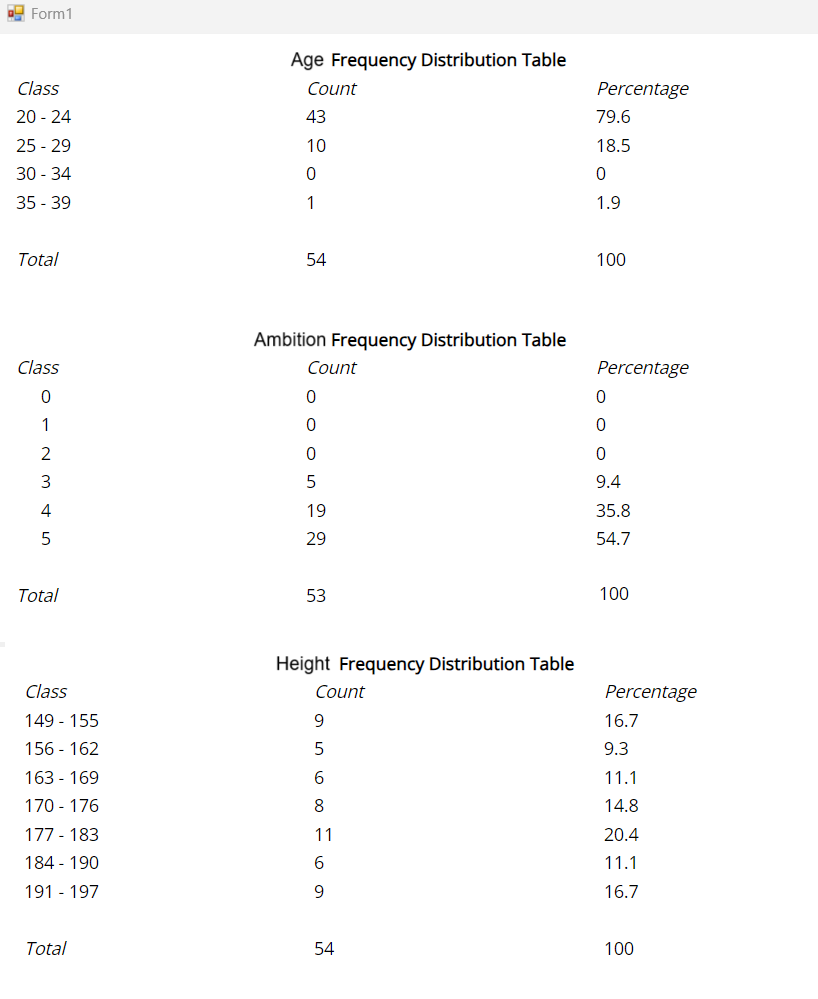 Form1
Age Frequency Distribution Table
Class Count Percentage
20 - 24 43 79.6
25 - 29 10 18.5
30 - 34 0 0
35 - 39 1 1.9
Total 54 100
Ambition Frequency Distribution Table
Class Count Percentage
0 0 0
1 0 0
2 0 0
3 5 9.4
4 19 35.8
5 29 54.7
Total 53 100
Height Frequency Distribution Table
Class Count Percentage
149 - 155 9 16.7
156 - 162 5 9.3
163 - 169 6 11.1
170 - 176 8 14.8
177 - 183 11 20.4
184 - 190 6 11.1
191 - 197 9 16.7
Total 54 100